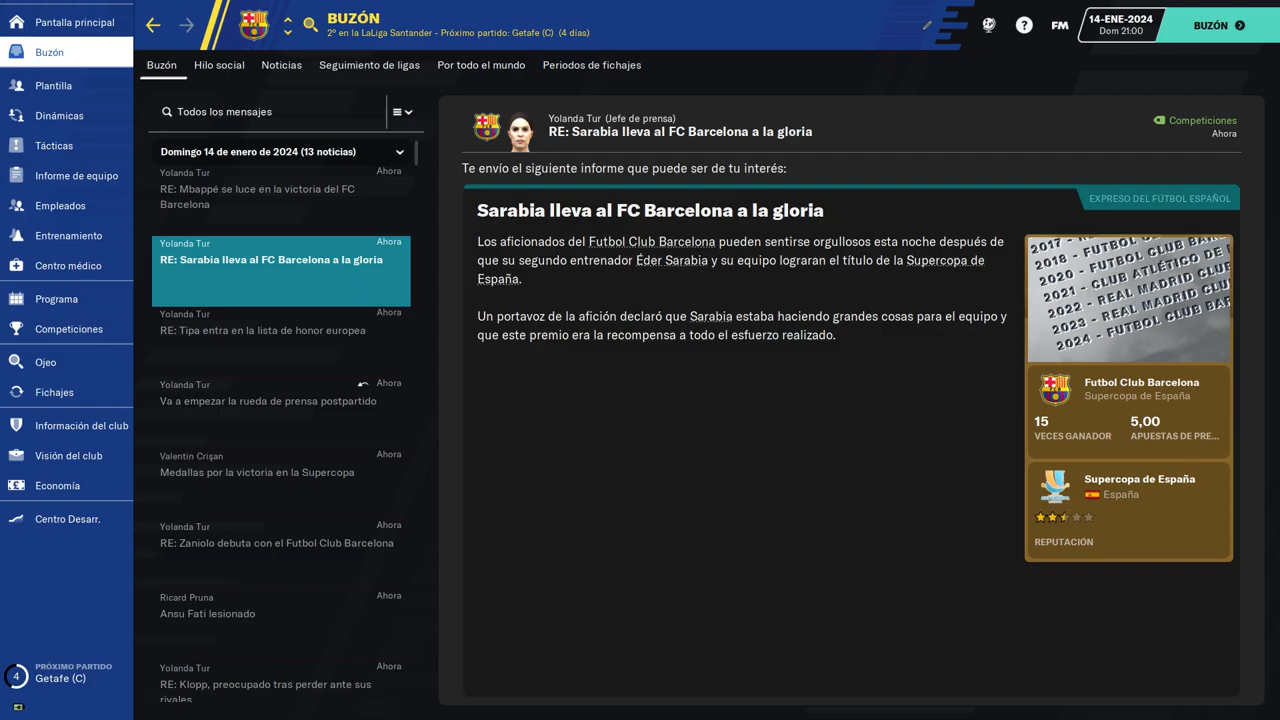 Pantalla principal
Buzón
Plantilla
Dinámicas
Tácticas
Informe de equipo
Empleados
Entrenamiento
Centro médico
Programa
Competiciones
Ojeo
Fichajes
Información del club
Visión del club
Economía
Centro Desarr.
PRÓXIMO PARTIDO
4
Getafe (C)
BUZÓN
2º en la LaLiga Santander - Próximo partido: Getafe (C) (4 días)
FM
14-ENE-2024
Dom 21:00
BUZÓN
Buzón
Hilo social
Noticias
Seguimiento de ligas
Por todo el mundo
Periodos de fichajes
Todos los mensajes
Domingo 14 de enero de 2024 (13 noticias)
Yolanda Tur
Ahora
RE: Mbappé se luce en la victoria del FC
Barcelona
Yolanda Tur
Ahora
RE: Sarabia lleva al FC Barcelona a la gloria
Yolanda Tur
Ahora
RE: Tipa entra en la lista de honor europea
Yolanda Tur
Ahora
Va a empezar la rueda de prensa postpartido
Valentin Crişan
Ahora
Medallas por la victoria en la Supercopa
Yolanda Tur
Ahora
RE: Zaniolo debuta con el Futbol Club Barcelona
Ricard Pruna
Ahora
Ansu Fati lesionado
Yolanda Tur
Ahora
RE: Klopp, preocupado tras perder ante sus
rivales
Yolanda Tur (Jefe de prensa)
RE: Sarabia lleva al FC Barcelona a la gloria
Competiciones
Ahora
Te envío el siguiente informe que puede ser de tu interés:
EXPRESO DEL FÚTBOL ESPAÑOL
Sarabia lleva al FC Barcelona a la gloria
Los aficionados del Futbol Club Barcelona pueden sentirse orgullosos esta noche después de
que su segundo entrenador Éder Sarabia y su equipo lograran el título de la Supercopa de
España.
Un portavoz de la afición declaró que Sarabia estaba haciendo grandes cosas para el equipo y
que este premio era la recompensa a todo el esfuerzo realizado.
2018 - FUTBOL CLUB BAR
2020 - FUTBOL CLUB BARC
2021 - CLUB ATLÉTICO DE
2022 - REAL MADRID CLUB
2023 - REAL MADRID CLUB
2024 - FUTBOL CLUB BAR
Futbol Club Barcelona
Supercopa de España
15
VECES GANADOR
5,00
APUESTAS DE PRE...
Supercopa de España
España
REPUTACIÓN